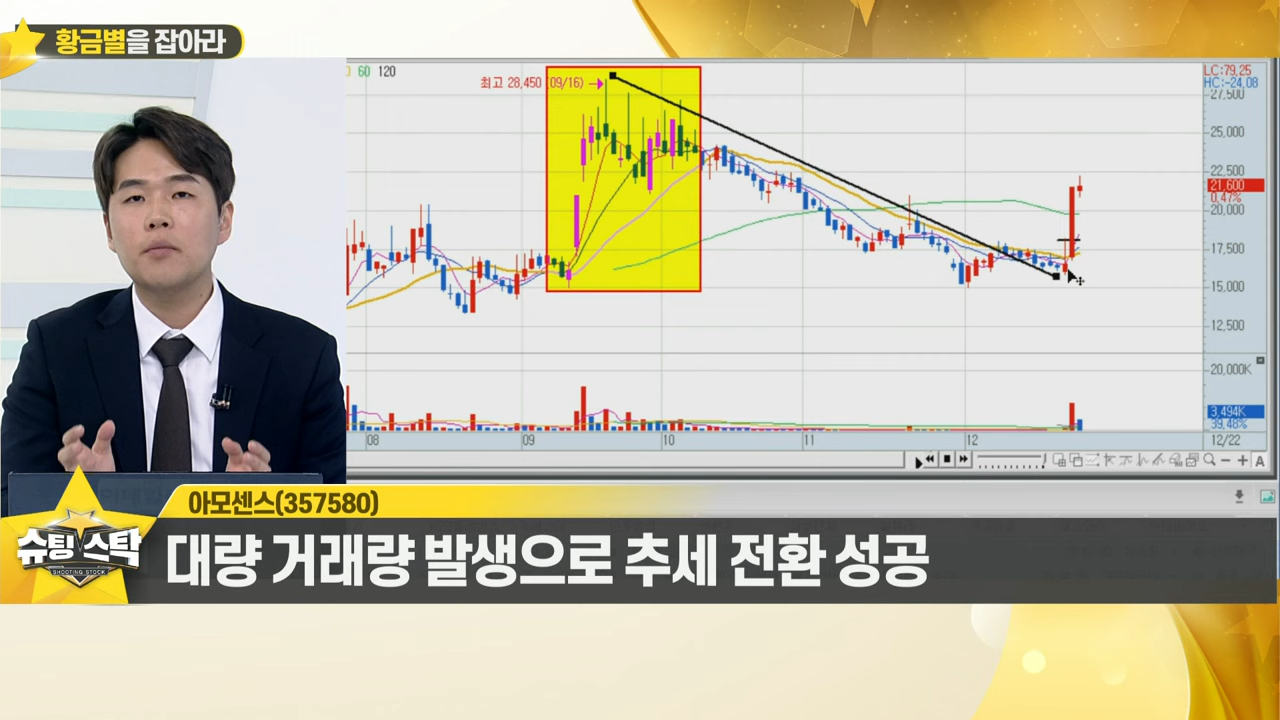 황금별을 잡아라
60 120
최고 28,450 (09/16)
LC:79.25
HC:-24.08
27,500
25,000
22,500
21,600
0.47%
20,000
17,500
15,000
12,500
20,000K
3,494K
39.48%
08 09 10 11 12 12/22
A
아모센스(357580)
슈팅 스탁
SHOOTING STOCK
대량 거래량 발생으로 추세 전환 성공